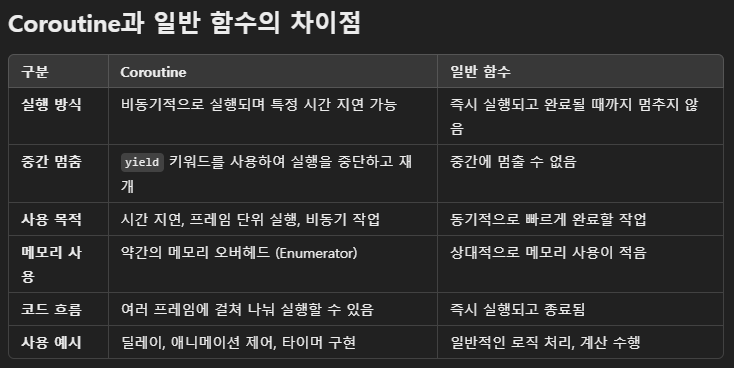 Coroutine과 일반 함수의 차이점
구분 Coroutine 일반 함수
실행 방식 비동기적으로 실행되며 특정 시간 지연 가능 즉시 실행되고 완료될 때까지 멈추지 않
음
중간 멈춤 yield 키워드를 사용하여 실행을 중단하고 재 중간에 멈출 수 없음
개
사용 목적 시간 지연, 프레임 단위 실행, 비동기 작업 동기적으로 빠르게 완료할 작업
메모리 사 약간의 메모리 오버헤드 (Enumerator) 상대적으로 메모리 사용이 적음
용
코드 흐름 여러 프레임에 걸쳐 나눠 실행할 수 있음 즉시 실행되고 종료됨
사용 예시 딜레이, 애니메이션 제어, 타이머 구현 일반적인 로직 처리, 계산 수행